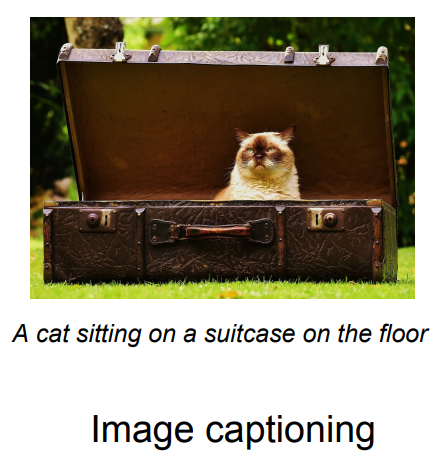 A cat sitting on a suitcase on the floor
Image captioning